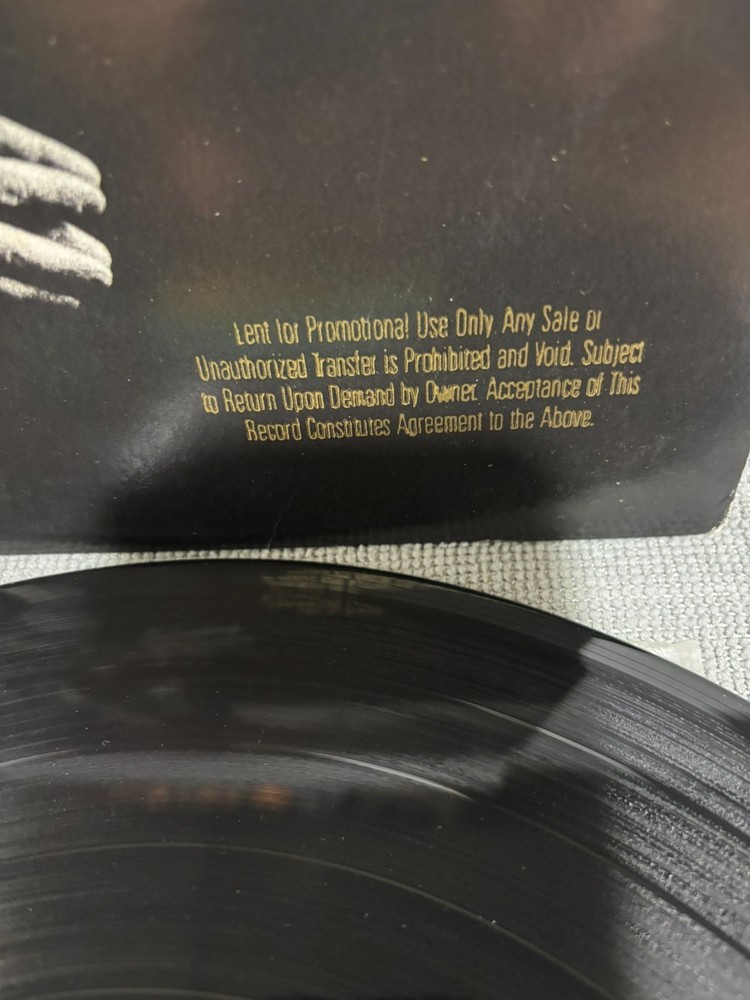 Lent for Promotional Use Only. Any Sale or
Unauthorized Transfer is Prohibited and Void. Subject
to Return Upon Demand by Owner. Acceptance of This
Record Constitutes Agreement to the Above.